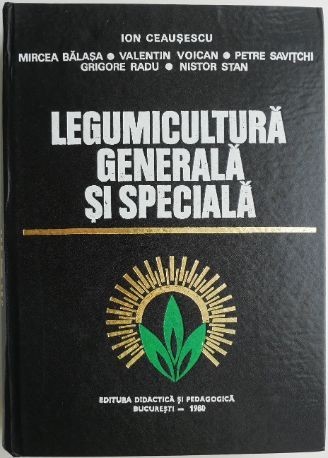 ION CEAUȘESCU
MIRCEA BĂLAȘA • VALENTIN VOICAN • PETRE SAVITCHI
GRIGORE RADU • NISTOR STAN
LEGUMICULTURĂ
GENERALĂ
ȘI SPECIALĂ
EDITURA DIDACTICĂ ȘI PEDAGOGICĂ
BUCUREȘTI — 1980